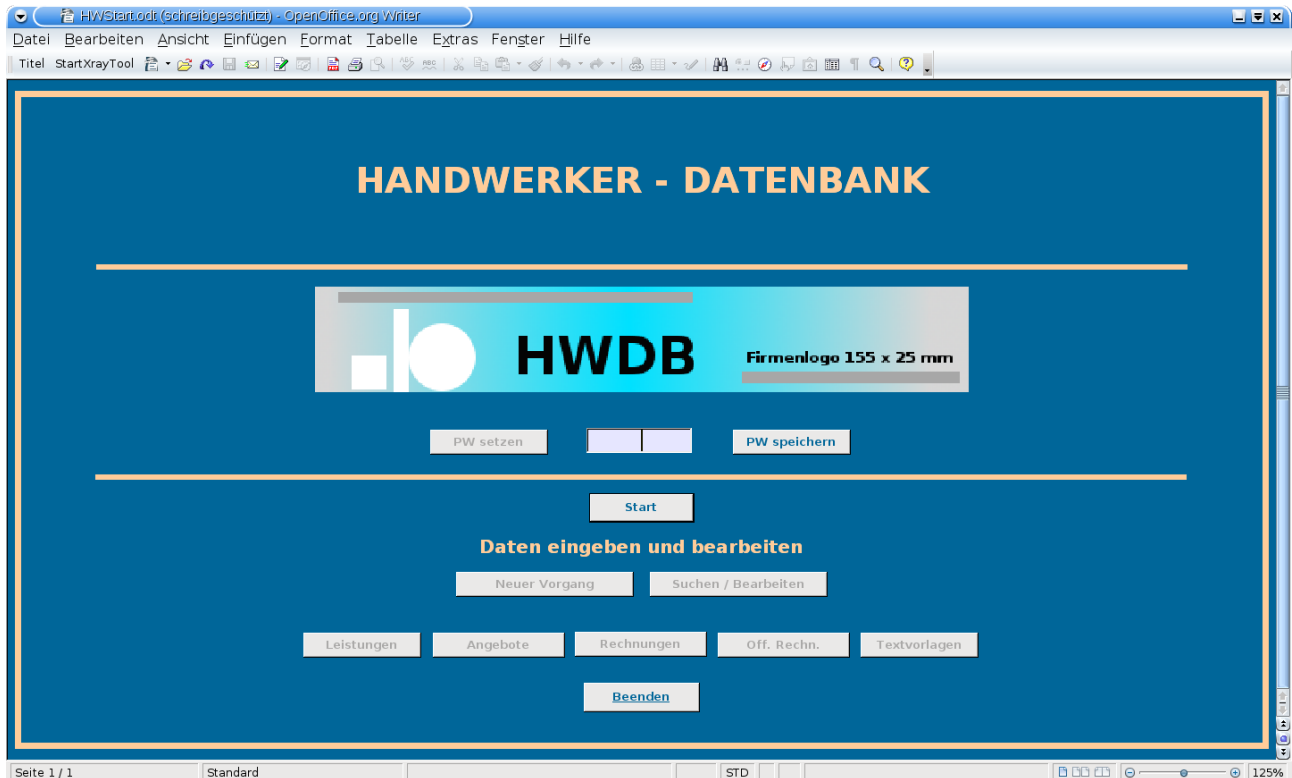 HWStart.odt (schreibgeschützt) - OpenOffice.org Writer
Datei Bearbeiten Ansicht Einfügen Format Tabelle Extras Fenster Hilfe
Titel StartXrayTool
HANDWERKER - DATENBANK
HWDB
Firmenlogo 155 x 25 mm
PW setzen PW speichern
Start
Daten eingeben und bearbeiten
Neuer Vorgang Suchen / Bearbeiten
Leistungen Angebote Rechnungen Off. Rechn. Textvorlagen
Beenden
Seite 1 / 1 Standard STD 125%